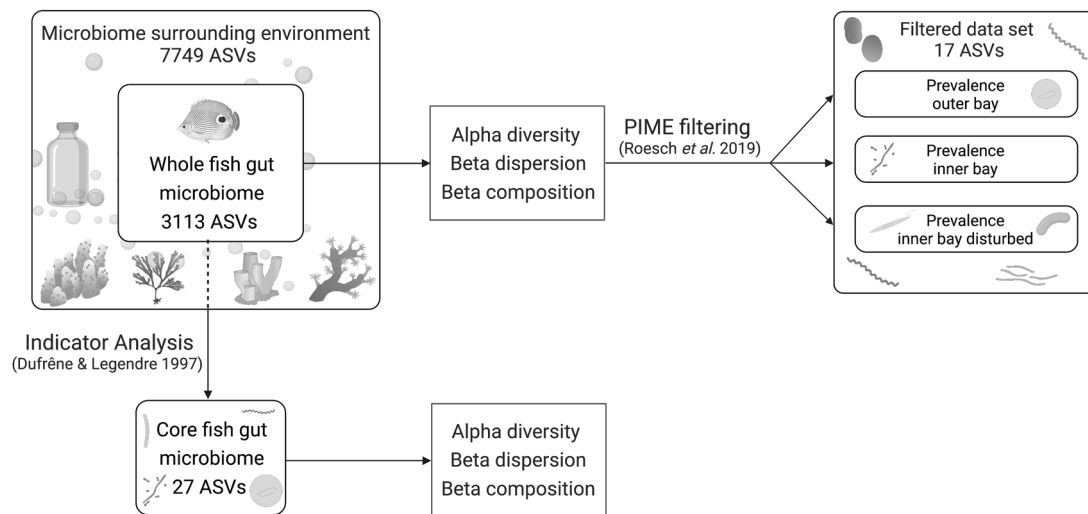 Microbiome surrounding environment
7749 ASVs
Whole fish gut
microbiome
3113 ASVs
Alpha diversity
Beta dispersion
Beta composition
PIME filtering
(Roesch et al. 2019)
Filtered data set
17 ASVs
Prevalence
outer bay
Prevalence
inner bay
Prevalence
inner bay disturbed
Indicator Analysis
(Dufrêne & Legendre 1997)
Core fish gut
microbiome
27 ASVs
Alpha diversity
Beta dispersion
Beta composition